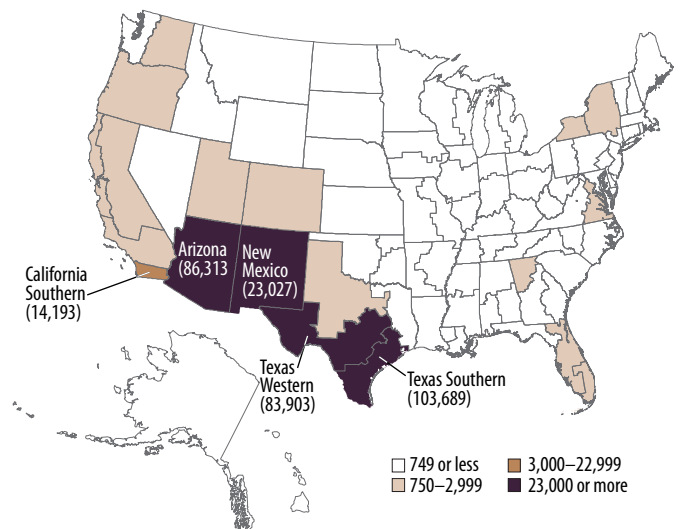 Arizona
(86,313
New
Mexico
(23,027)
California
Southern
(14,193)
Texas
Western
(83,903)
Texas Southern
(103,689)
749 or less
750–2,999
3,000–22,999
23,000 or more